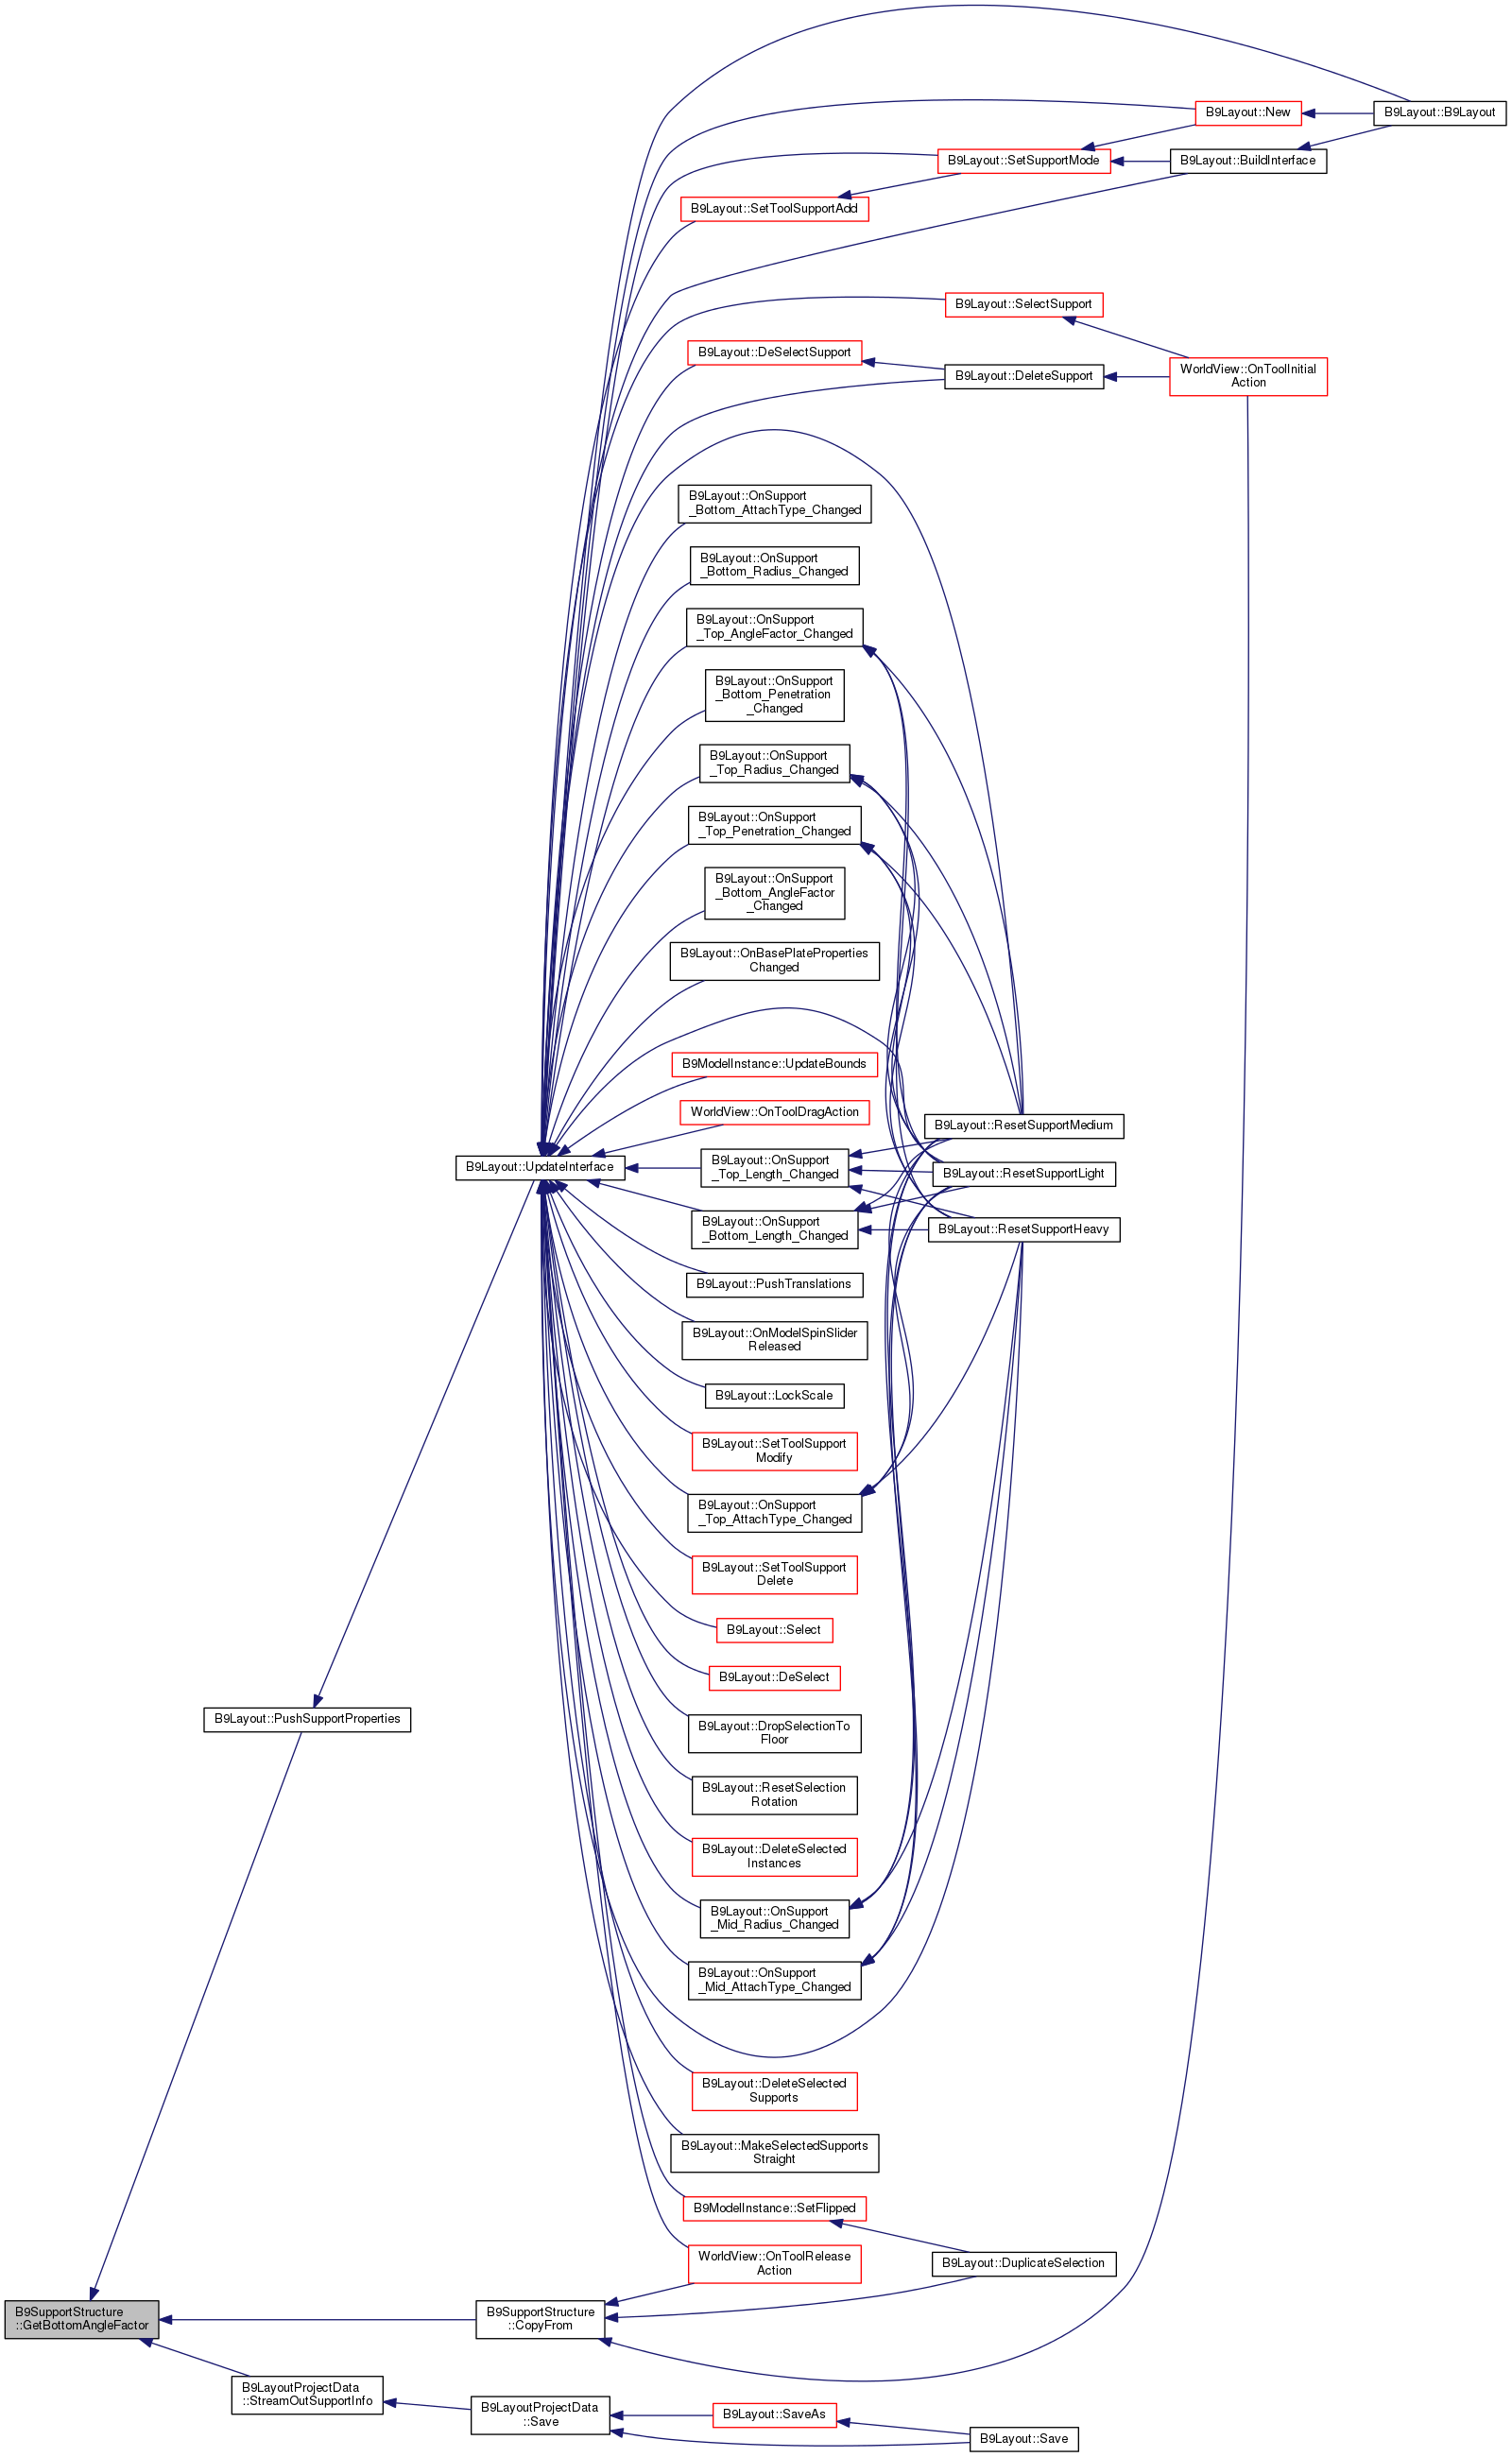 B9Layout::New
B9Layout::B9Layout
B9Layout::SetSupportMode
B9Layout::BuildInterface
B9Layout::SetToolSupportAdd
B9Layout::SelectSupport
B9Layout::DeSelectSupport
B9Layout::DeleteSupport
WorldView::OnToolInitial
Action
B9Layout::OnSupport
_Bottom_AttachType_Changed
B9Layout::OnSupport
_Bottom_Radius_Changed
B9Layout::OnSupport
_Top_AngleFactor_Changed
B9Layout::OnSupport
_Bottom_Penetration
_Changed
B9Layout::OnSupport
_Top_Radius_Changed
B9Layout::OnSupport
_Top_Penetration_Changed
B9Layout::OnSupport
_Bottom_AngleFactor
_Changed
B9Layout::OnBasePlateProperties
Changed
B9ModelInstance::UpdateBounds
WorldView::OnToolDragAction
B9Layout::ResetSupportMedium
B9Layout::UpdateInterface
B9Layout::OnSupport
_Top_Length_Changed
B9Layout::ResetSupportLight
B9Layout::OnSupport
_Bottom_Length_Changed
B9Layout::ResetSupportHeavy
B9Layout::PushTranslations
B9Layout::OnModelSpinSlider
Released
B9Layout::LockScale
B9Layout::SetToolSupport
Modify
B9Layout::OnSupport
_Top_AttachType_Changed
B9Layout::SetToolSupport
Delete
B9Layout::Select
B9Layout::DeSelect
B9Layout::PushSupportProperties
B9Layout::DropSelectionTo
Floor
B9Layout::ResetSelection
Rotation
B9Layout::DeleteSelected
Instances
B9Layout::OnSupport
_Mid_Radius_Changed
B9Layout::OnSupport
_Mid_AttachType_Changed
B9Layout::DeleteSelected
Supports
B9Layout::MakeSelectedSupports
Straight
B9ModelInstance::SetFlipped
WorldView::OnToolRelease
Action
B9Layout::DuplicateSelection
B9SupportStructure
::GetBottomAngleFactor
B9SupportStructure
::CopyFrom
B9LayoutProjectData
::StreamOutSupportInfo
B9LayoutProjectData
::Save
B9Layout::SaveAs
B9Layout::Save